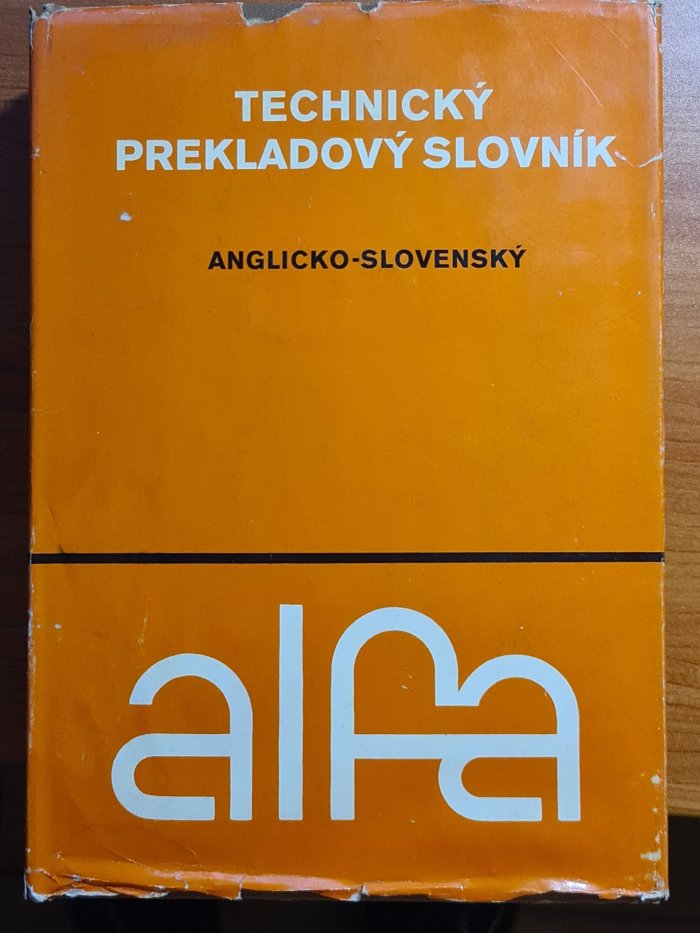 TECHNICKÝ
PREKLADOVÝ SLOVNÍK
ANGLICKO-SLOVENSKÝ
alfa